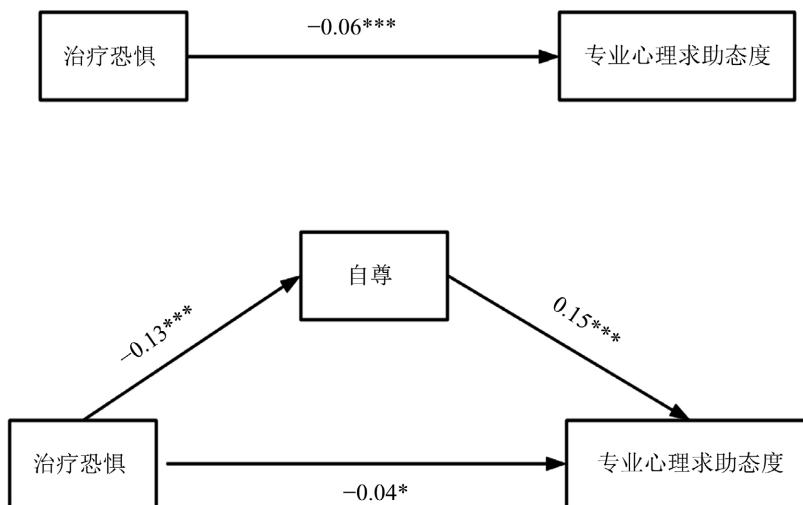 −0.06***
治疗恐惧
专业心理求助态度
自尊
−0.13***
0.15***
治疗恐惧
专业心理求助态度
−0.04*